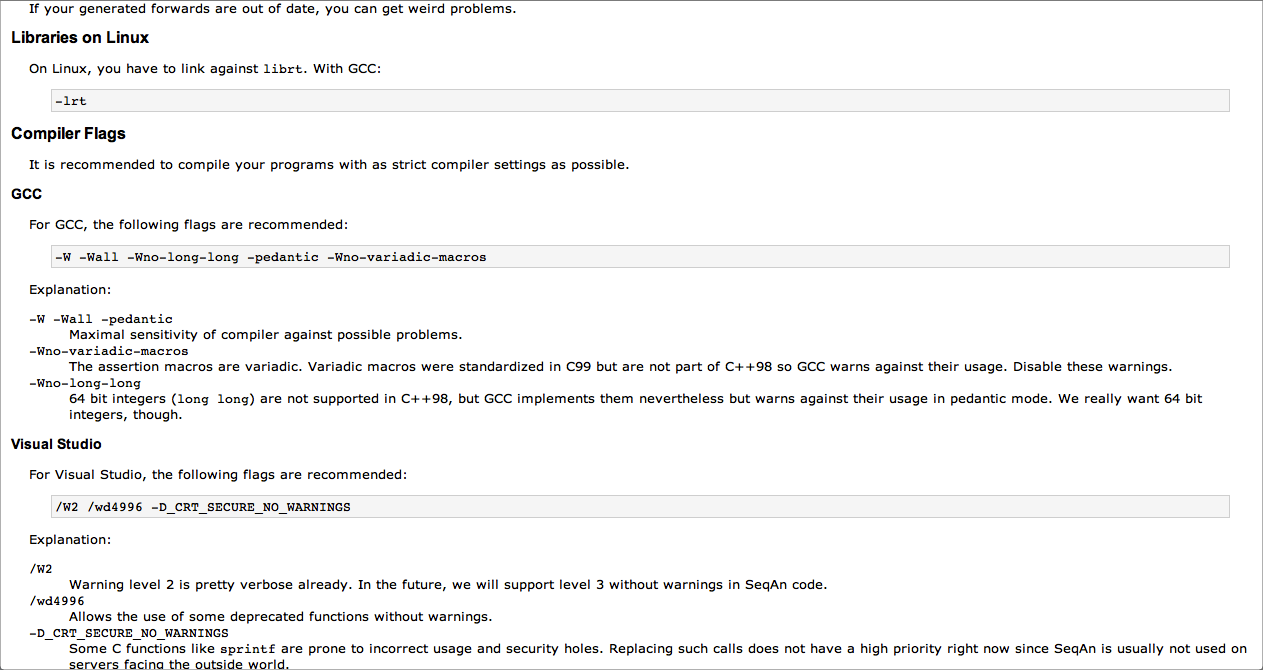 If your generated forwards are out of date, you can get weird problems.
Libraries on Linux
On Linux, you have to link against librt. With GCC:
-lrt
Compiler Flags
It is recommended to compile your programs with as strict compiler settings as possible.
GCC
For GCC, the following flags are recommended:
-W -Wall -Wno-long-long -pedantic -Wno-variadic-macros
Explanation:
-W -Wall -pedantic
Maximal sensitivity of compiler against possible problems.
-Wno-variadic-macros
The assertion macros are variadic. Variadic macros were standardized in C99 but are not part of C++98 so GCC warns against their usage. Disable these warnings.
-Wno-long-long
64 bit integers (long long) are not supported in C++98, but GCC implements them nevertheless but warns against their usage in pedantic mode. We really want 64 bit
integers, though.
Visual Studio
For Visual Studio, the following flags are recommended:
/W2 /wd4996 -D_CRT_SECURE_NO_WARNINGS
Explanation:
/W2
Warning level 2 is pretty verbose already. In the future, we will support level 3 without warnings in SeqAn code.
/wd4996
Allows the use of some deprecated functions without warnings.
-D_CRT_SECURE_NO_WARNINGS
Some C functions like sprintf are prone to incorrect usage and security holes. Replacing such calls does not have a high priority right now since SeqAn is usually not used on
servers facing the outside world.